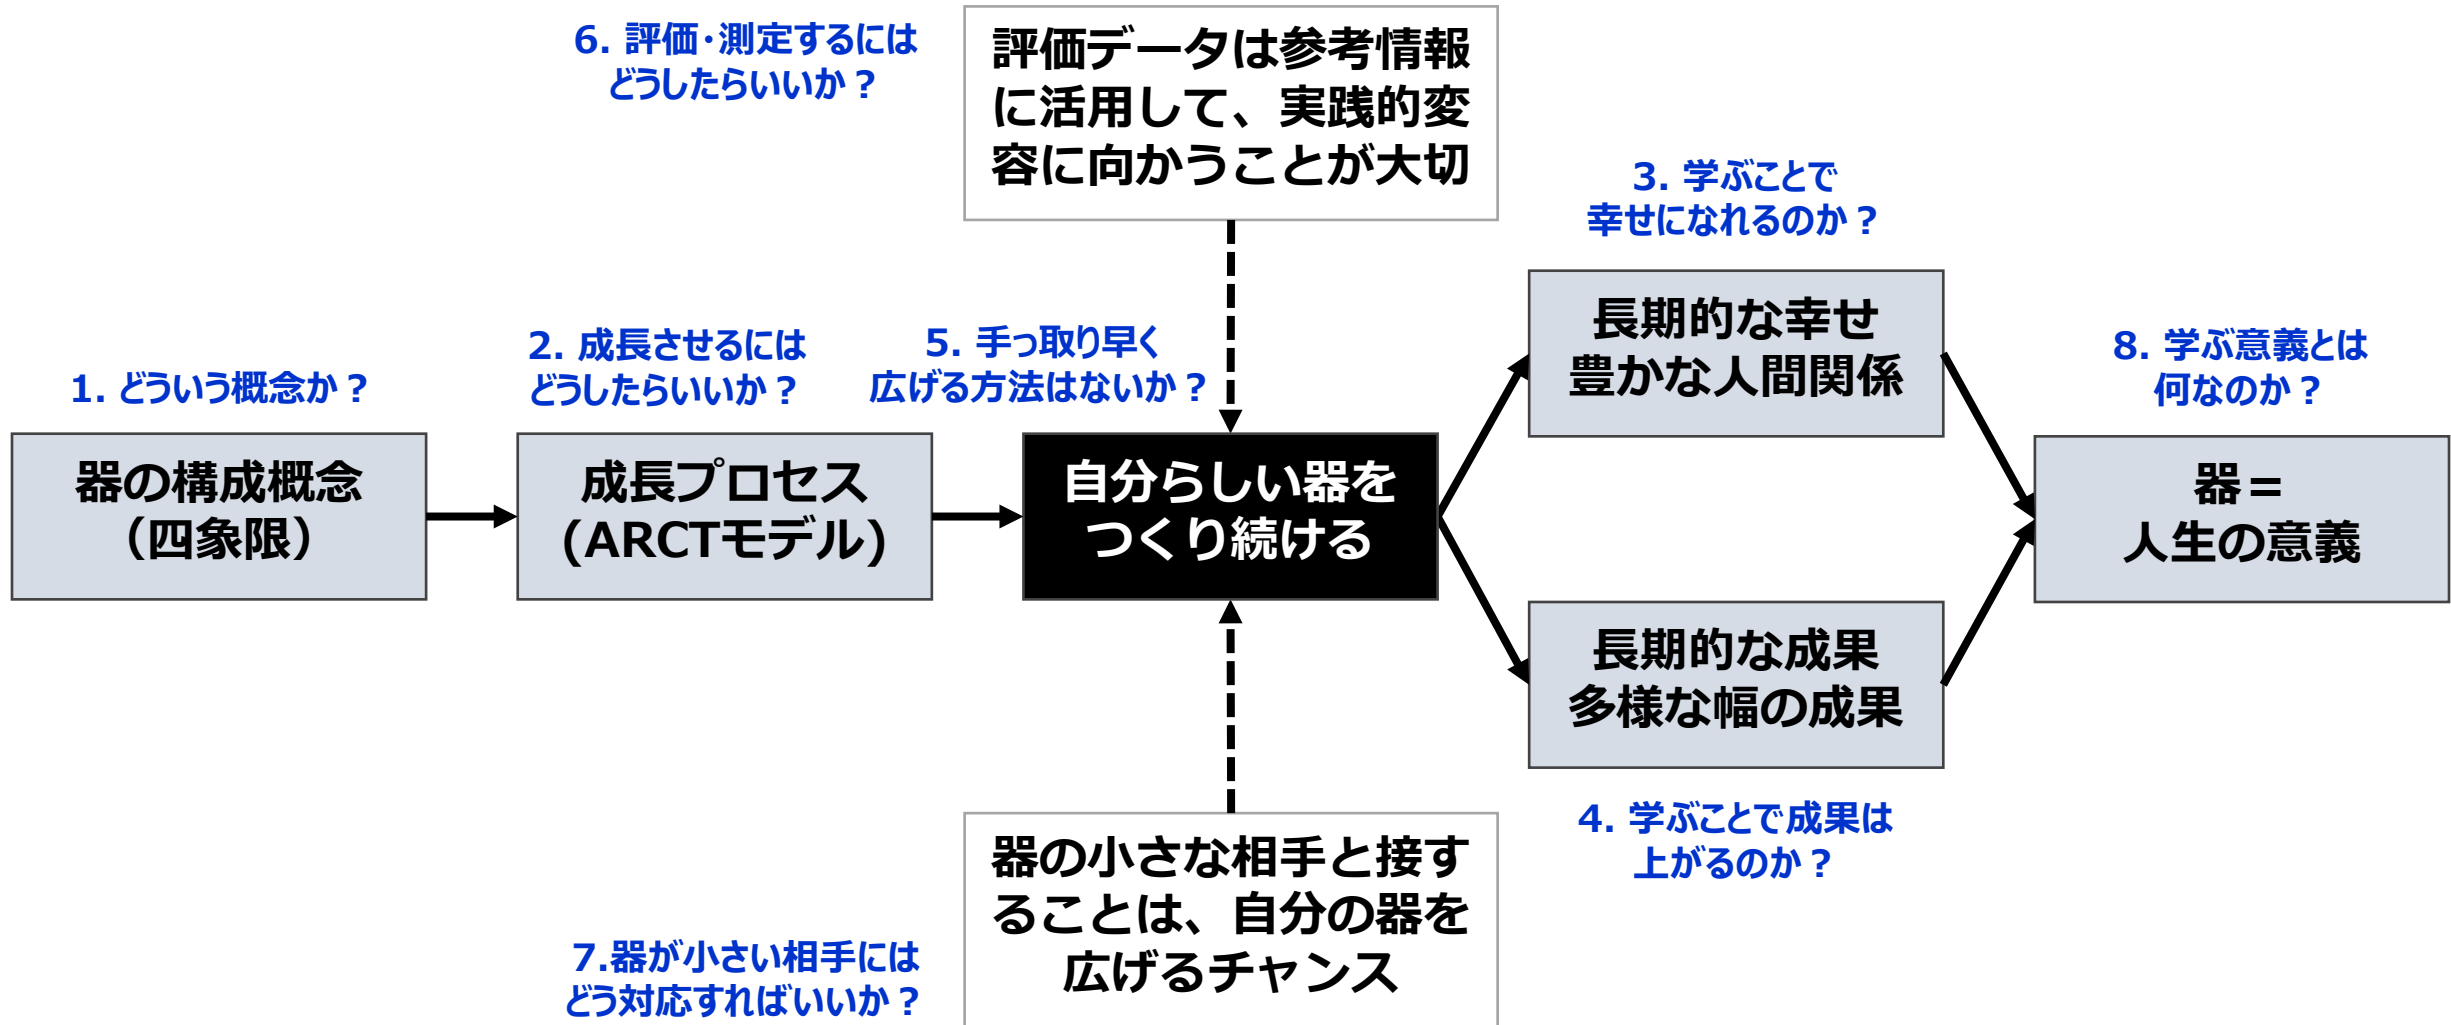 6. 評価・測定するには
どうしたらいいか？
評価データは参考情報
に活用して、実践的変
容に向かうことが大切
3. 学ぶことで
幸せになれるのか？
1. どういう概念か？
2. 成長させるには
どうしたらいいか？
5. 手っ取り早く
広げる方法はないか？
長期的な幸せ
豊かな人間関係
8. 学ぶ意義とは
何なのか？
器の構成概念
（四象限）
成長プロセス
(ARCTモデル)
自分らしい器を
つくり続ける
器＝
人生の意義
長期的な成果
多様な幅の成果
4. 学ぶことで成果は
上がるのか？
7.器が小さい相手には
どう対応すればいいか？
器の小さな相手と接す
ることは、自分の器を
広げるチャンス